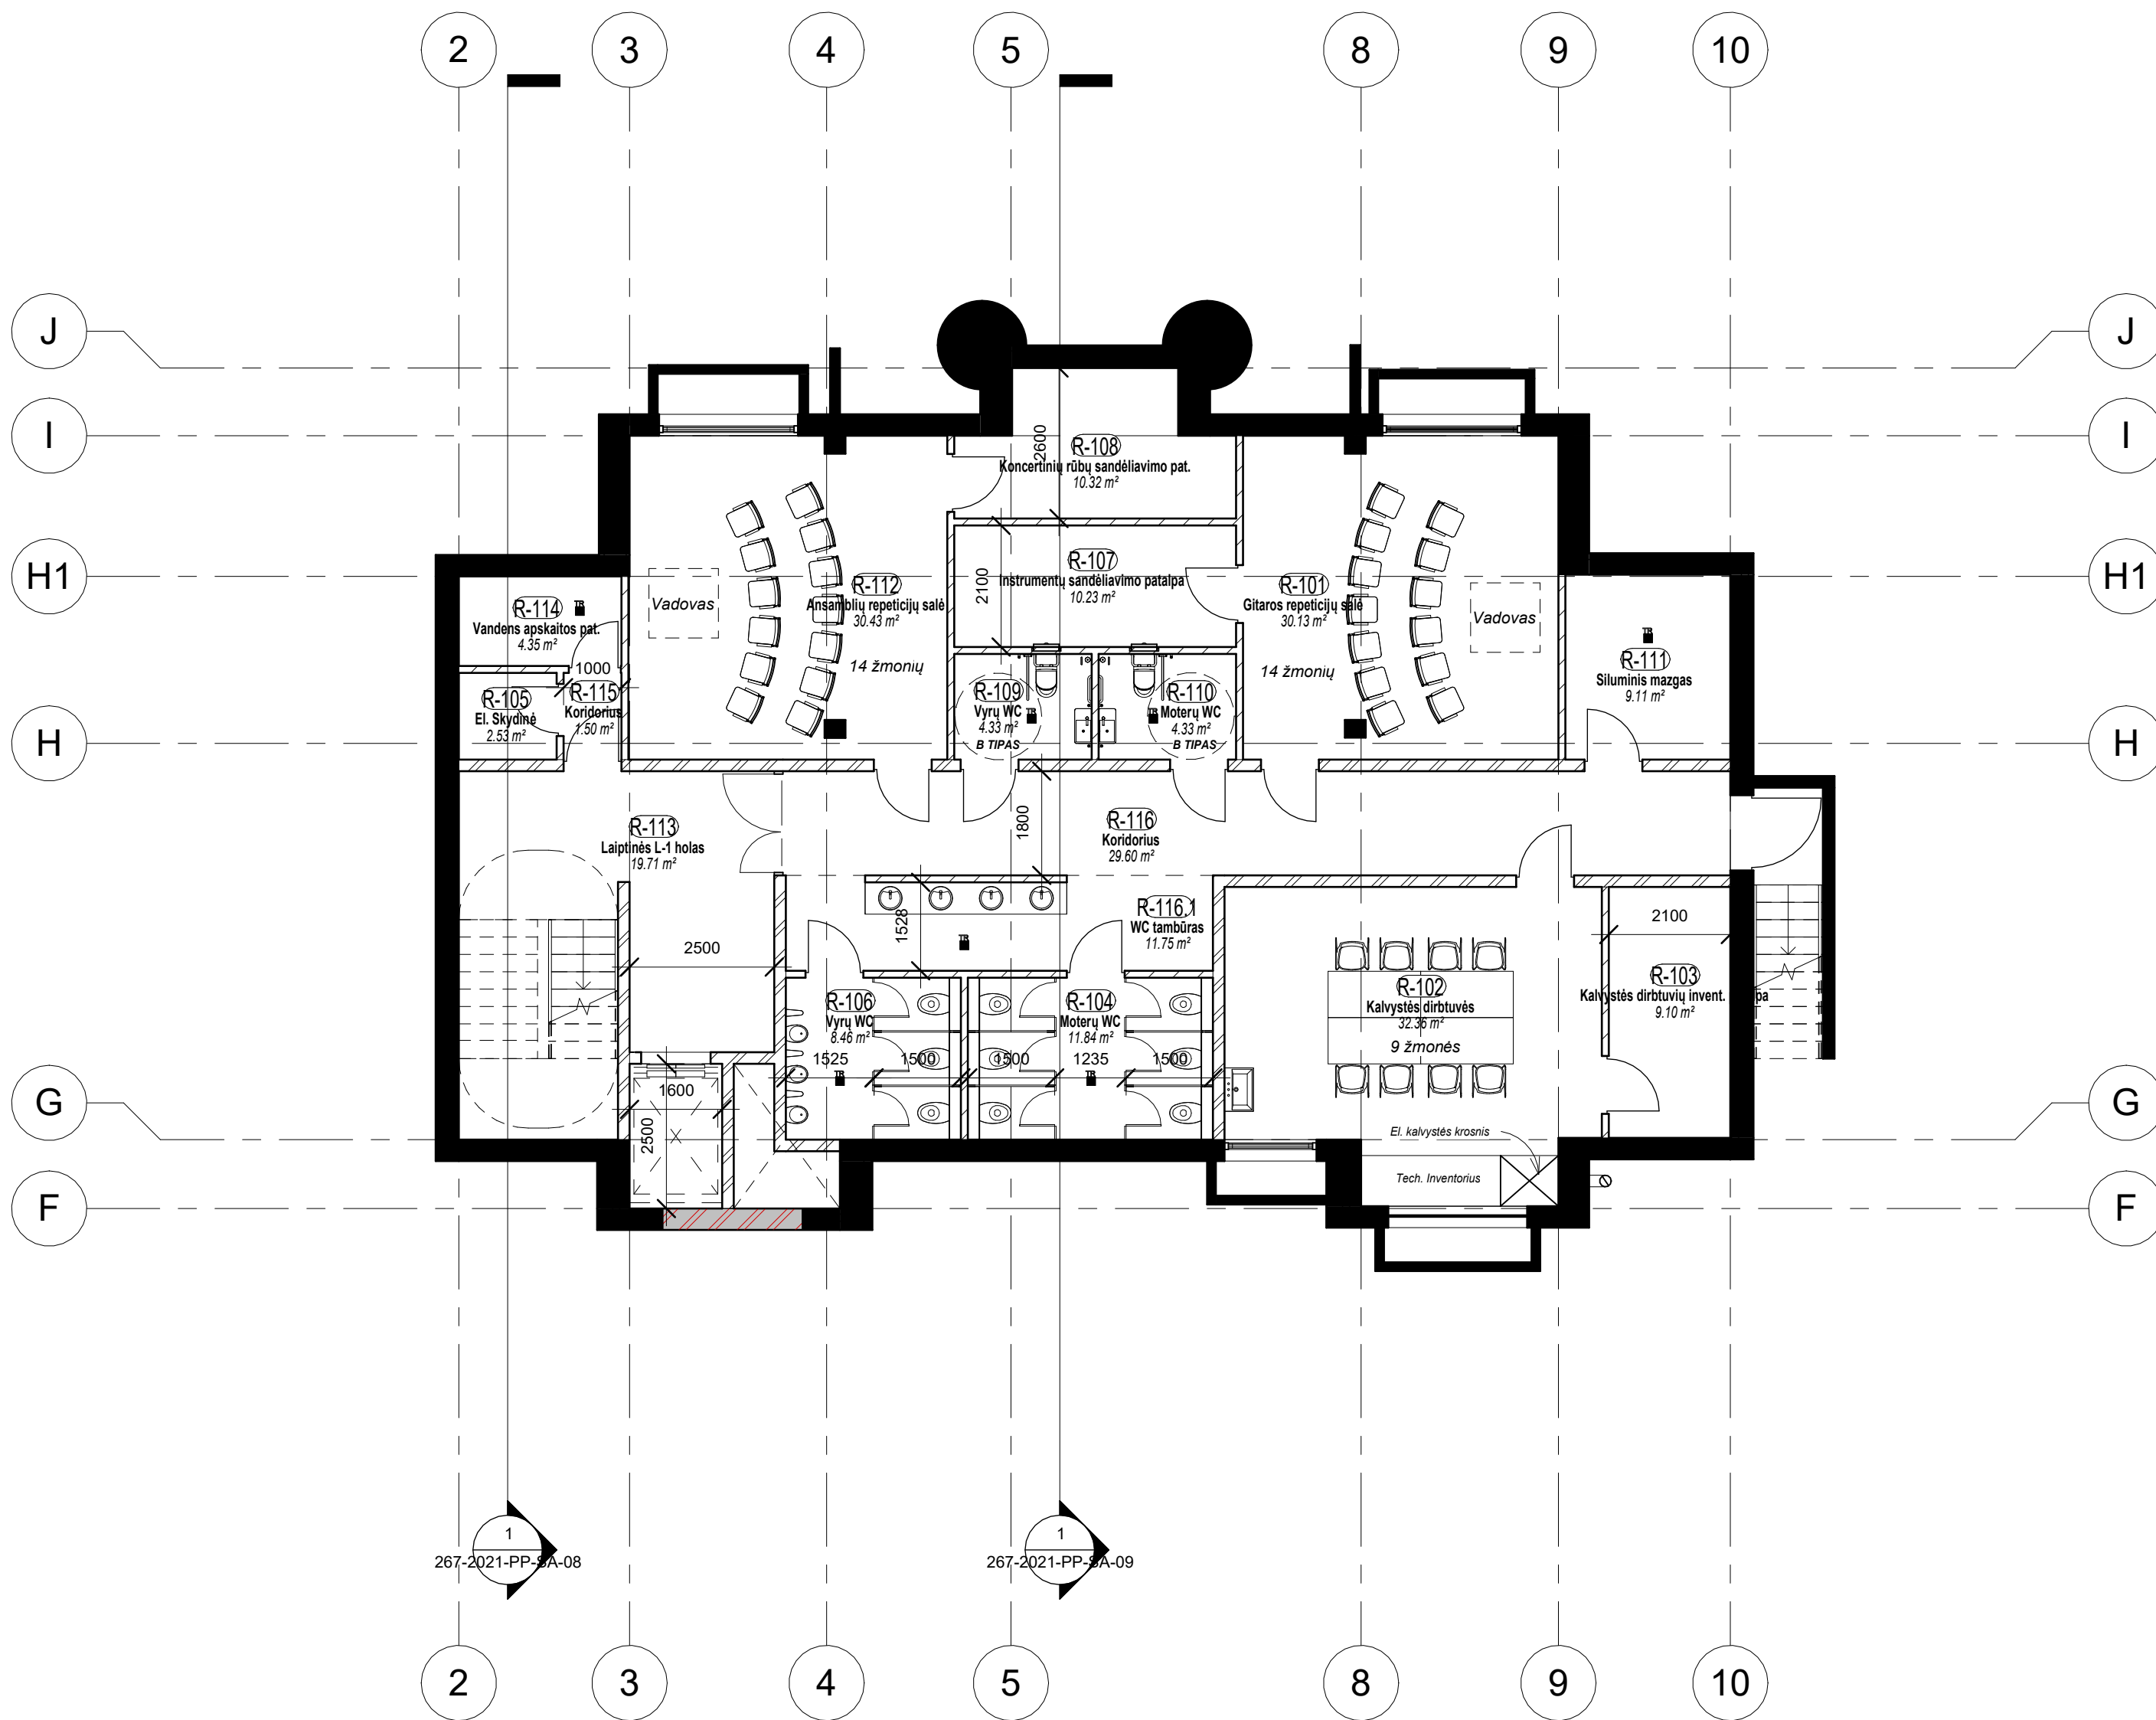 2 3 4 5 8 9 10
J J
I I
H1 H1
H H
G G
F F
2600
R-108
Koncertinių rūbų sandėliavimo pat.
10.32 m²
2100
R-107
Instrumentų sandėliavimo patalpa
10.23 m²
R-112
Ansamblių repeticijų salė
30.43 m²
14 žmonių
Vadovas
R-101
Gitaros repeticijų salė
30.13 m²
14 žmonių
Vadovas
R-114
Vandens apskaitos pat.
4.35 m²
1000
R-105
El. Skydinė
2.53 m²
R-115
Koridorius
1.50 m²
R-109
Vyrų WC
4.33 m²
B TIPAS
R-110
Moterų WC
4.33 m²
B TIPAS
R-111
Šiluminis mazgas
9.11 m²
R-113
Laiptinės L-1 holas
19.71 m²
1800
R-116
Koridorius
29.60 m²
R-116.1
WC tambūras
11.75 m²
1528
2500
2100
R-106
Vyrų WC
8.46 m²
1525 1500
R-104
Moterų WC
11.84 m²
1500 1235 1500
R-102
Kalvystės dirbtuvės
32.36 m²
9 žmonės
R-103
Kalvystės dirbtuvių invent.
9.10 m²
1600
2500
El. kalvystės krosnis
Tech. Inventorius
1
267-2021-PP-SA-08
1
267-2021-PP-SA-09
2 3 4 5 8 9 10